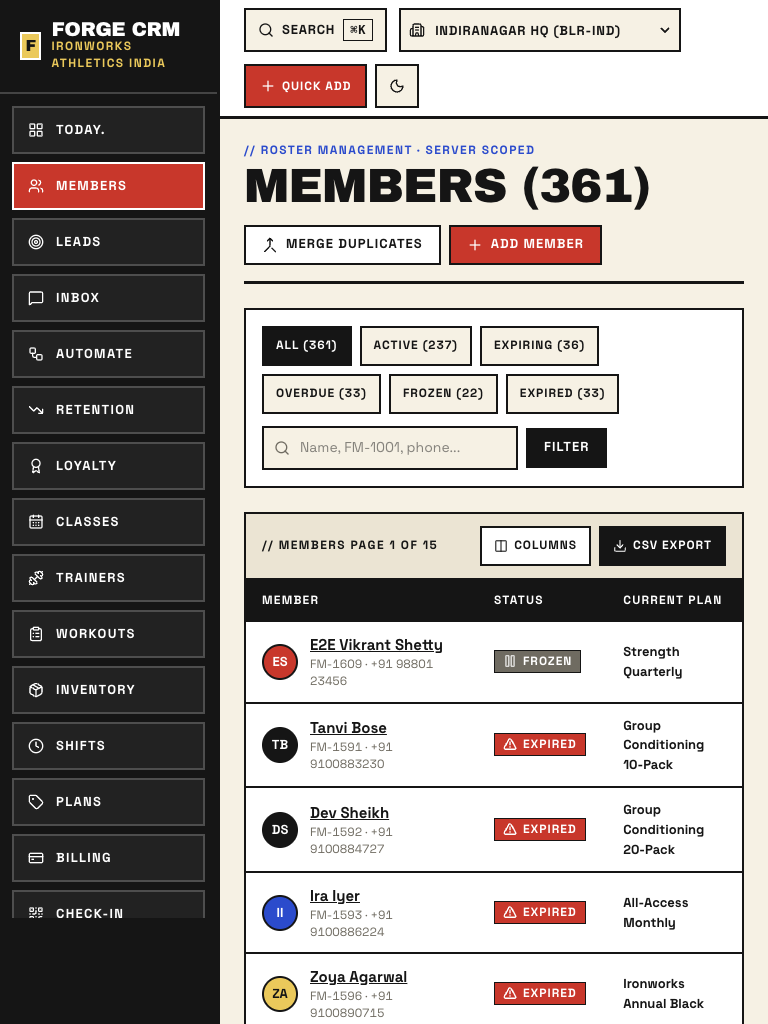 F
FORGE CRM
IRONWORKS
ATHLETICS INDIA
TODAY.
MEMBERS
LEADS
INBOX
AUTOMATE
RETENTION
LOYALTY
CLASSES
TRAINERS
WORKOUTS
INVENTORY
SHIFTS
PLANS
BILLING
CHECK-IN
SEARCH ⌘K
INDIRANAGAR HQ (BLR-IND)
QUICK ADD
// ROSTER MANAGEMENT · SERVER SCOPED
MEMBERS (361)
MERGE DUPLICATES
ADD MEMBER
ALL (361) ACTIVE (237) EXPIRING (36)
OVERDUE (33) FROZEN (22) EXPIRED (33)
Name, FM-1001, phone... FILTER
// MEMBERS PAGE 1 OF 15 COLUMNS CSV EXPORT
MEMBER STATUS CURRENT PLAN
ES
E2E Vikrant Shetty
FM-1609 · +91 98801
23456
FROZEN
Strength
Quarterly
TB
Tanvi Bose
FM-1591 · +91
9100883230
EXPIRED
Group
Conditioning
10-Pack
DS
Dev Sheikh
FM-1592 · +91
9100884727
EXPIRED
Group
Conditioning
20-Pack
II
Ira Iyer
FM-1593 · +91
9100886224
EXPIRED
All-Access
Monthly
ZA
Zoya Agarwal
FM-1596 · +91
9100890715
EXPIRED
Ironworks
Annual Black